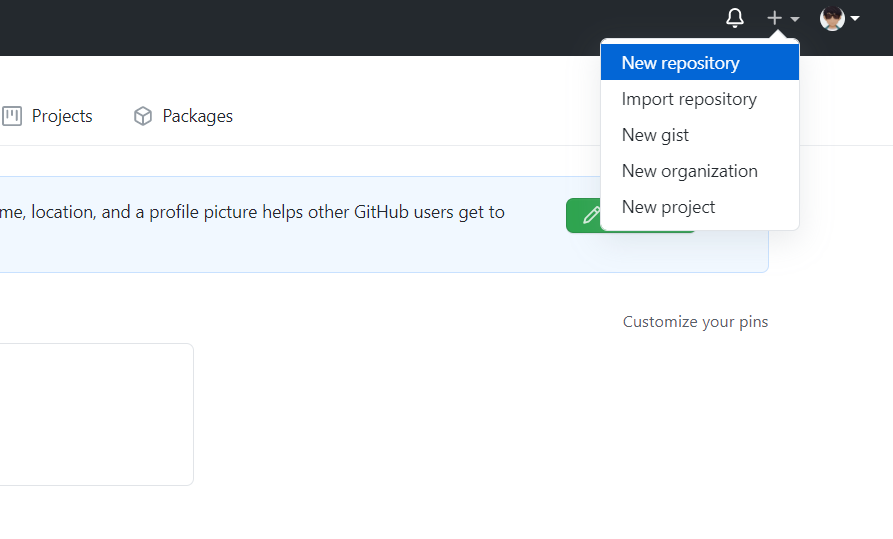 New repository
Import repository
New gist
New organization
New project
Projects
Packages
me, location, and a profile picture helps other GitHub users get to
Customize your pins